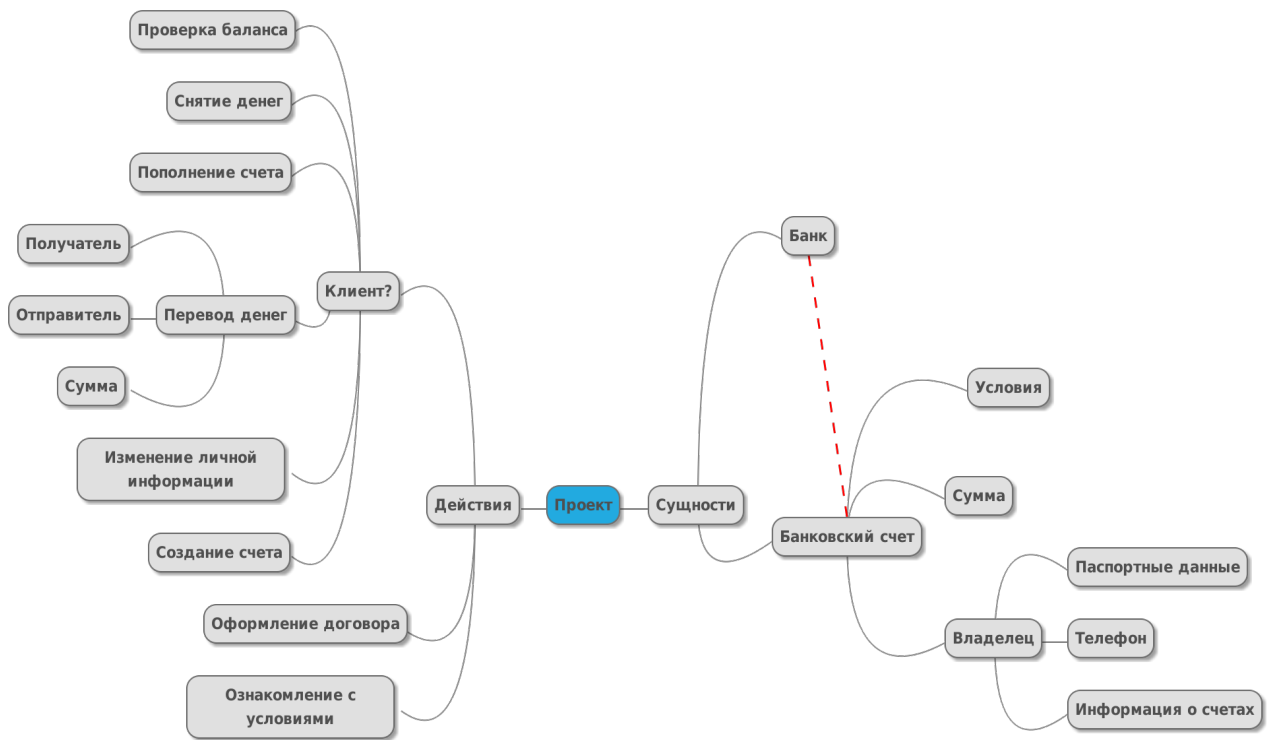 Проверка баланса
Снятие денег
Пополнение счета
Получатель
Отправитель
Перевод денег
Сумма
Клиент?
Изменение личной
информации
Создание счета
Действия
Оформление договора
Ознакомление с
условиями
Проект
Сущности
Банк
Банковский счет
Условия
Сумма
Владелец
Паспортные данные
Телефон
Информация о счетах